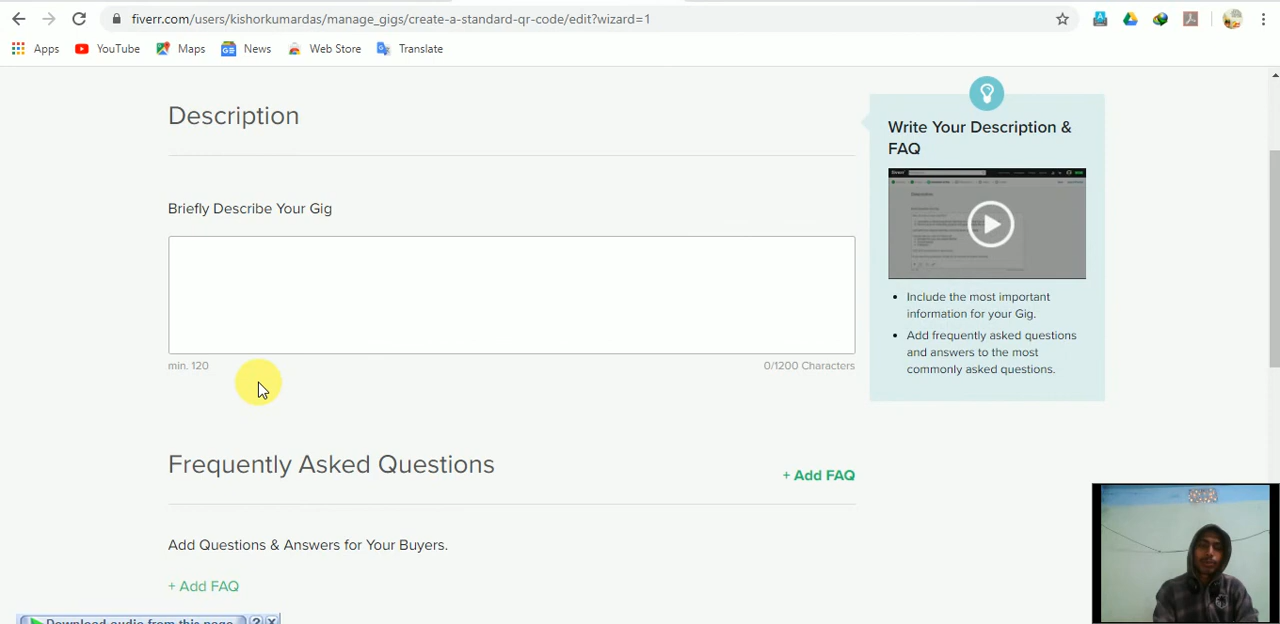 fiverr.com/users/kishorkumardas/manage_gigs/create-a-standard-qr-code/edit?wizard=1
Apps YouTube Maps News Web Store Translate
Description
Briefly Describe Your Gig
min. 120 0/1200 Characters
Write Your Description &
FAQ
Include the most important
information for your Gig.
Add frequently asked questions
and answers to the most
commonly asked questions.
Frequently Asked Questions
+ Add FAQ
Add Questions & Answers for Your Buyers.
+ Add FAQ
Download audio from this page ?